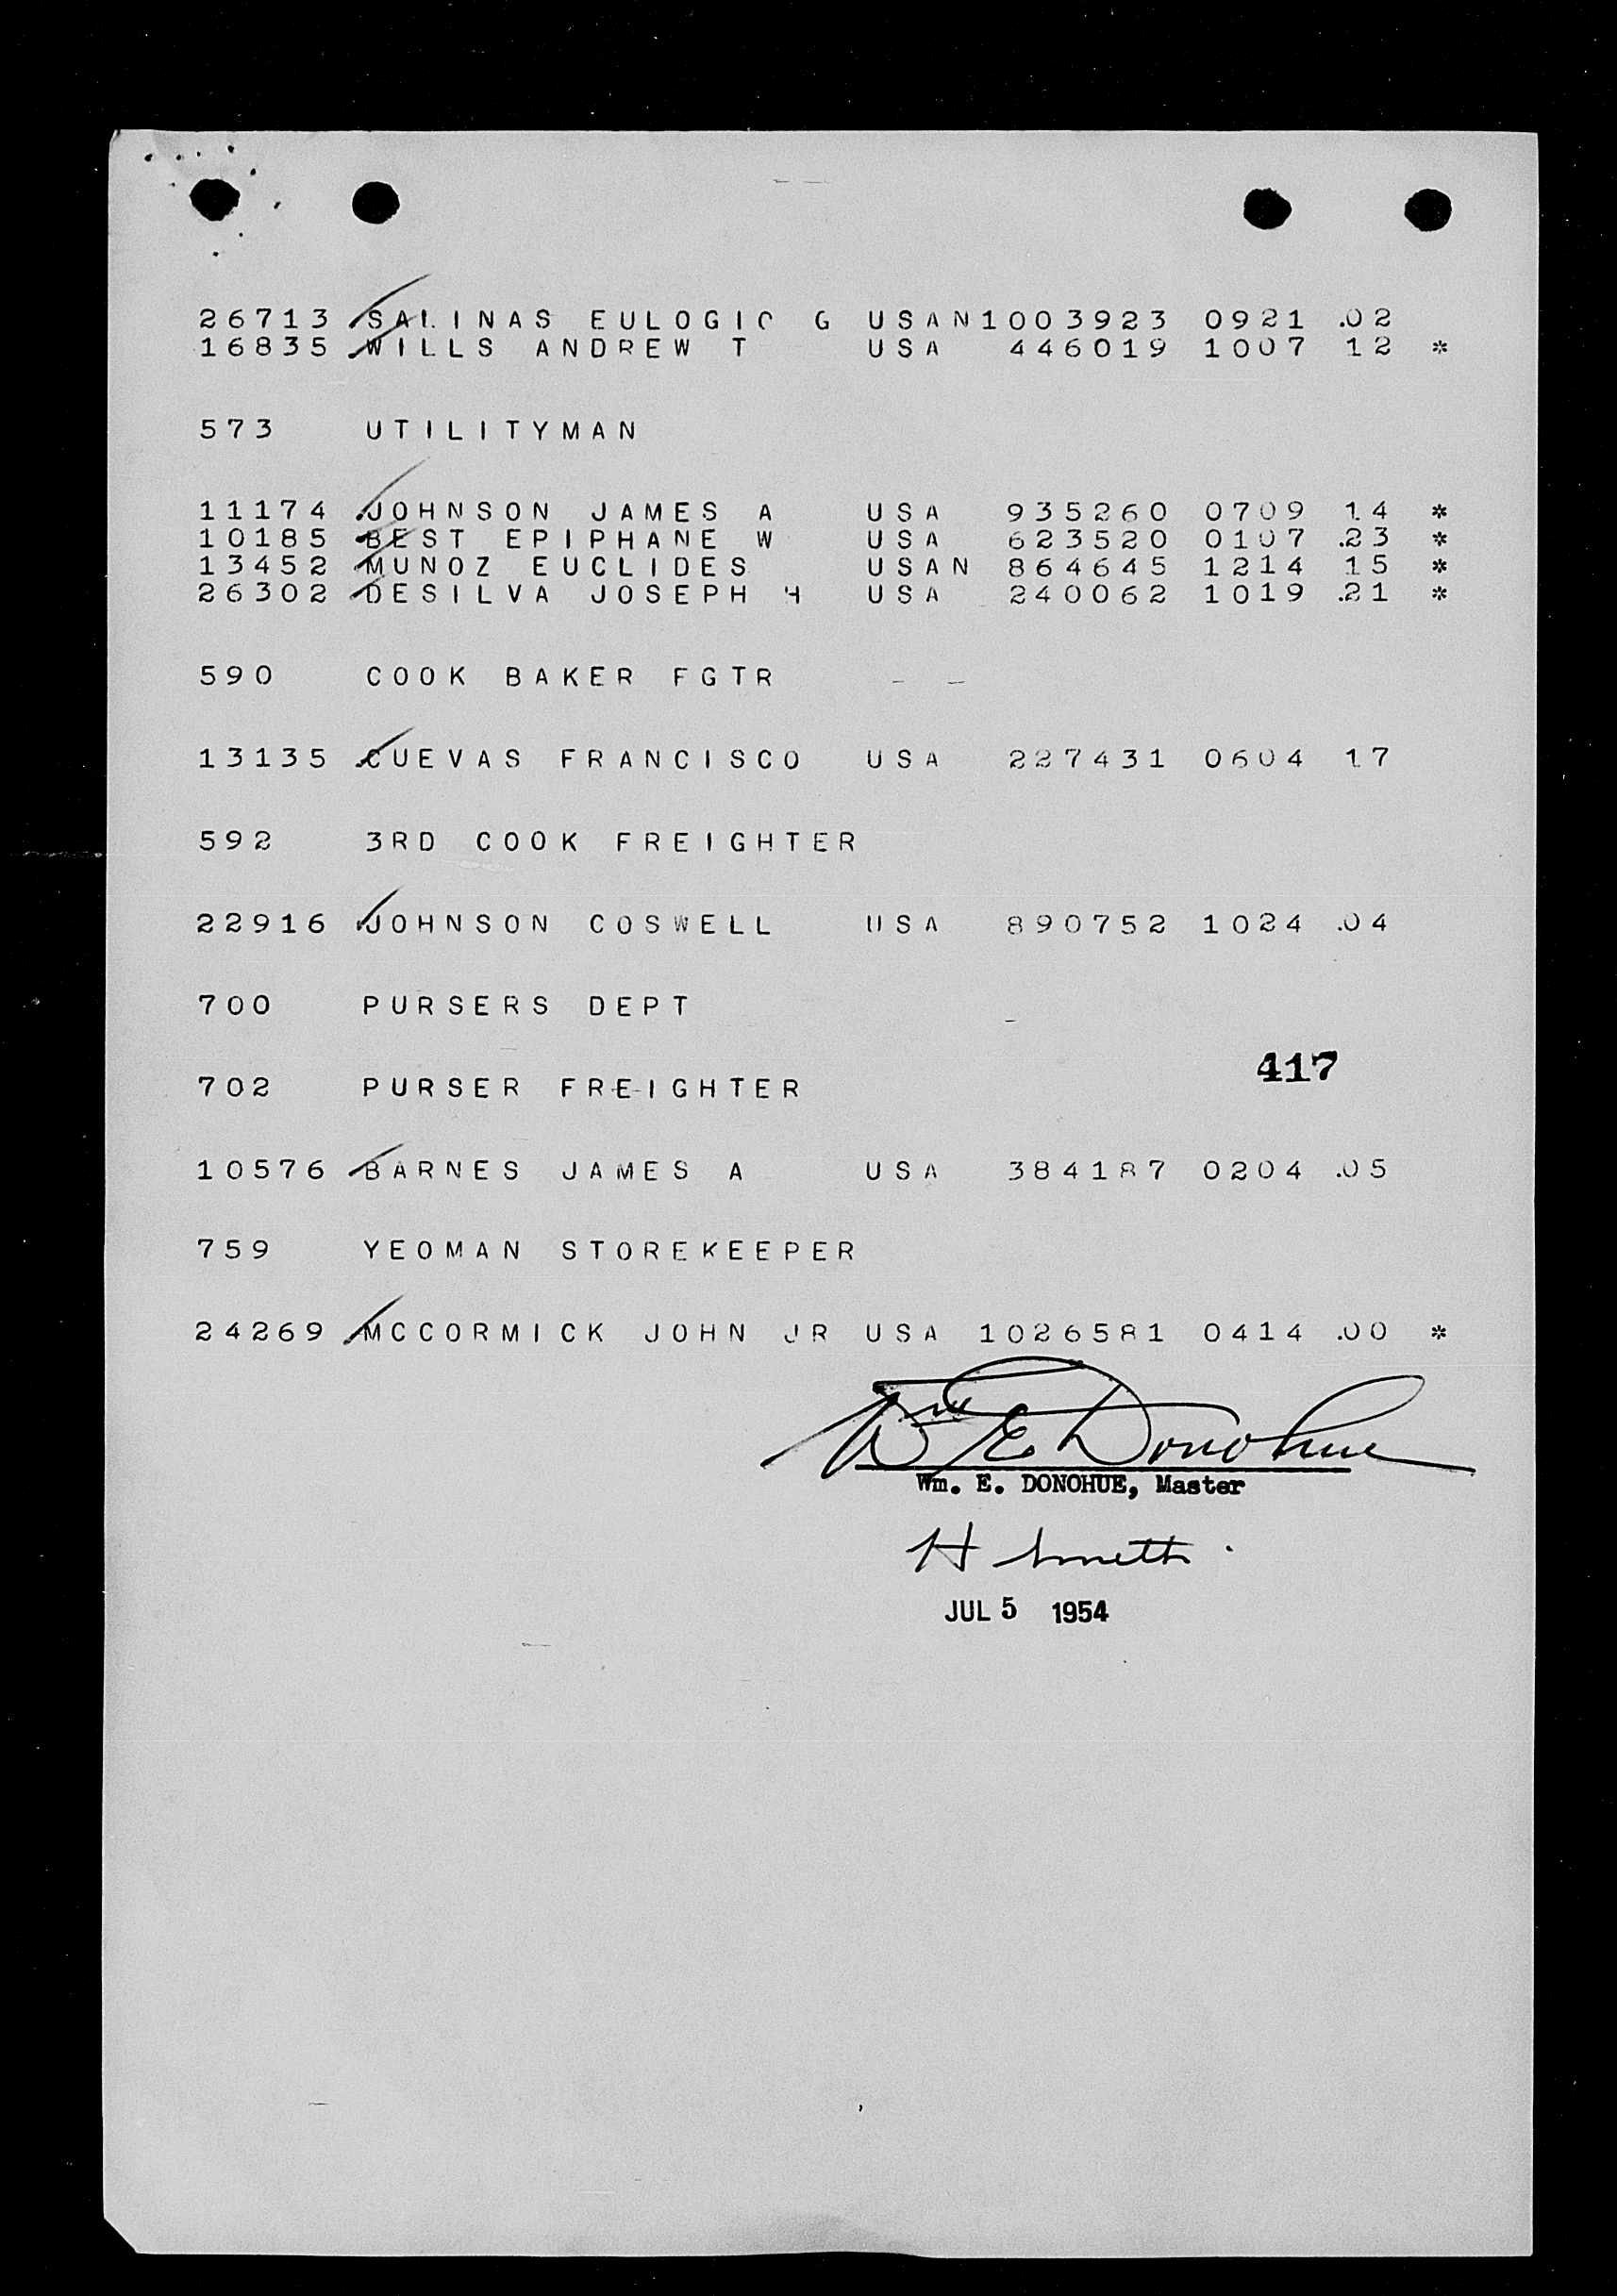 26713 SALINAS EULOGIO G USAN1003923 0921 .02
16835 WILLS ANDREW T USA 446019 1007 12 *
573 UTILITYMAN
11174 JOHNSON JAMES A USA 935260 0709 14 *
10185 BEST EPIPHANE W USA 623520 0107 .23 *
13452 MUNOZ EUCLIDES USAN 864645 1214 15 *
26302 DESILVA JOSEPH H USA 240062 1019 .21 *
590 COOK BAKER FGTR
13135 CUEVAS FRANCISCO USA 227431 0604 17
592 3RD COOK FREIGHTER
22916 JOHNSON COSWELL USA 890752 1024 .04
700 PURSERS DEPT
417
702 PURSER FREIGHTER
10576 BARNES JAMES A USA 384187 0204 .05
759 YEOMAN STOREKEEPER
24269 MCCORMICK JOHN JR USA 1026581 0414 .00 *
Wm E. Donohue
Wm. E. DONOHUE, Master
H
JUL 5 1954